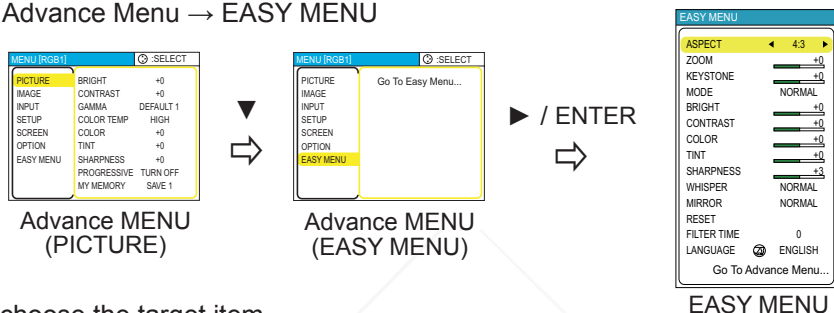 Advance Menu → EASY MENU
MENU [RGB1] :SELECT
PICTURE BRIGHT +0
IMAGE CONTRAST +0
INPUT GAMMA DEFAULT 1
SETUP COLOR TEMP HIGH
SCREEN COLOR +0
OPTION TINT +0
EASY MENU SHARPNESS +0
PROGRESSIVE TURN OFF
MY MEMORY SAVE 1
Advance MENU
(PICTURE)
▼
⇨
MENU [RGB1] :SELECT
PICTURE Go To Easy Menu...
IMAGE
INPUT
SETUP
SCREEN
OPTION
EASY MENU
Advance MENU
(EASY MENU)
► / ENTER
⇨
EASY MENU
ASPECT ◄ 4:3 ►
ZOOM +0
KEYSTONE +0
MODE NORMAL
BRIGHT +0
CONTRAST +0
COLOR +0
TINT +0
SHARPNESS +3
WHISPER NORMAL
MIRROR NORMAL
RESET
FILTER TIME 0
LANGUAGE ENGLISH
Go To Advance Menu...
EASY MENU
choose the target item